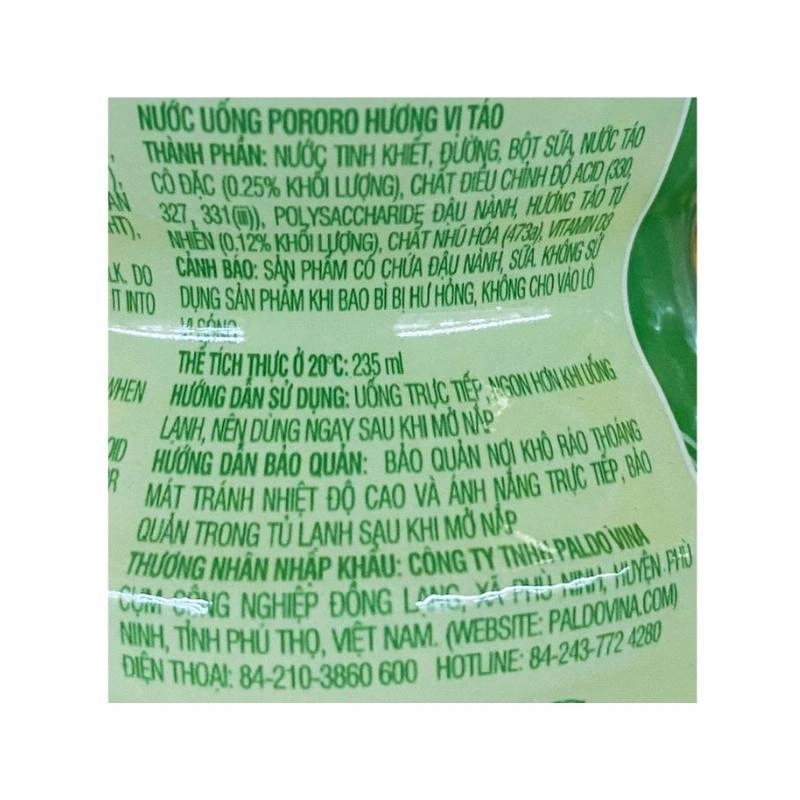 NƯỚC UỐNG PORORO HƯƠNG VỊ TÁO
THÀNH PHẦN: NƯỚC TINH KHIẾT, ĐƯỜNG, BỘT SỮA, NƯỚC TÁO
CÔ ĐẶC (0.25% KHỐI LƯỢNG), CHẤT ĐIỀU CHỈNH ĐỘ ACID (330,
327, 331(iii)), POLYSACCHARIDE ĐẬU NÀNH, HƯƠNG TÁO TỰ
NHIÊN (0.12% KHỐI LƯỢNG), CHẤT NHŨ HÓA (473a), VITAMIN D3
CẢNH BÁO: SẢN PHẨM CÓ CHỨA ĐẬU NÀNH, SỮA. KHÔNG SỬ
DỤNG SẢN PHẨM KHI BAO BÌ BỊ HƯ HỎNG, KHÔNG CHO VÀO LÒ
VI SÓNG
THỂ TÍCH THỰC Ở 20°C: 235 ml
HƯỚNG DẪN SỬ DỤNG: UỐNG TRỰC TIẾP, NGON HƠN KHI UỐNG
LẠNH, NÊN DÙNG NGAY SAU KHI MỞ NẮP
HƯỚNG DẪN BẢO QUẢN: BẢO QUẢN NƠI KHÔ RÁO THOÁNG
MÁT TRÁNH NHIỆT ĐỘ CAO VÀ ÁNH NẮNG TRỰC TIẾP, BẢO
QUẢN TRONG TỦ LẠNH SAU KHI MỞ NẮP
THƯƠNG NHÂN NHẬP KHẨU: CÔNG TY TNHH PALDO VINA
CỤM CÔNG NGHIỆP ĐỒNG LẠNG, XÃ PHÙ NINH, HUYỆN PHÙ
NINH, TỈNH PHÚ THỌ, VIỆT NAM. (WEBSITE: PALDOVINA.COM)
ĐIỆN THOẠI: 84-210-3860 600 HOTLINE: 84-243-772 4280
DO
IT INTO
WHEN